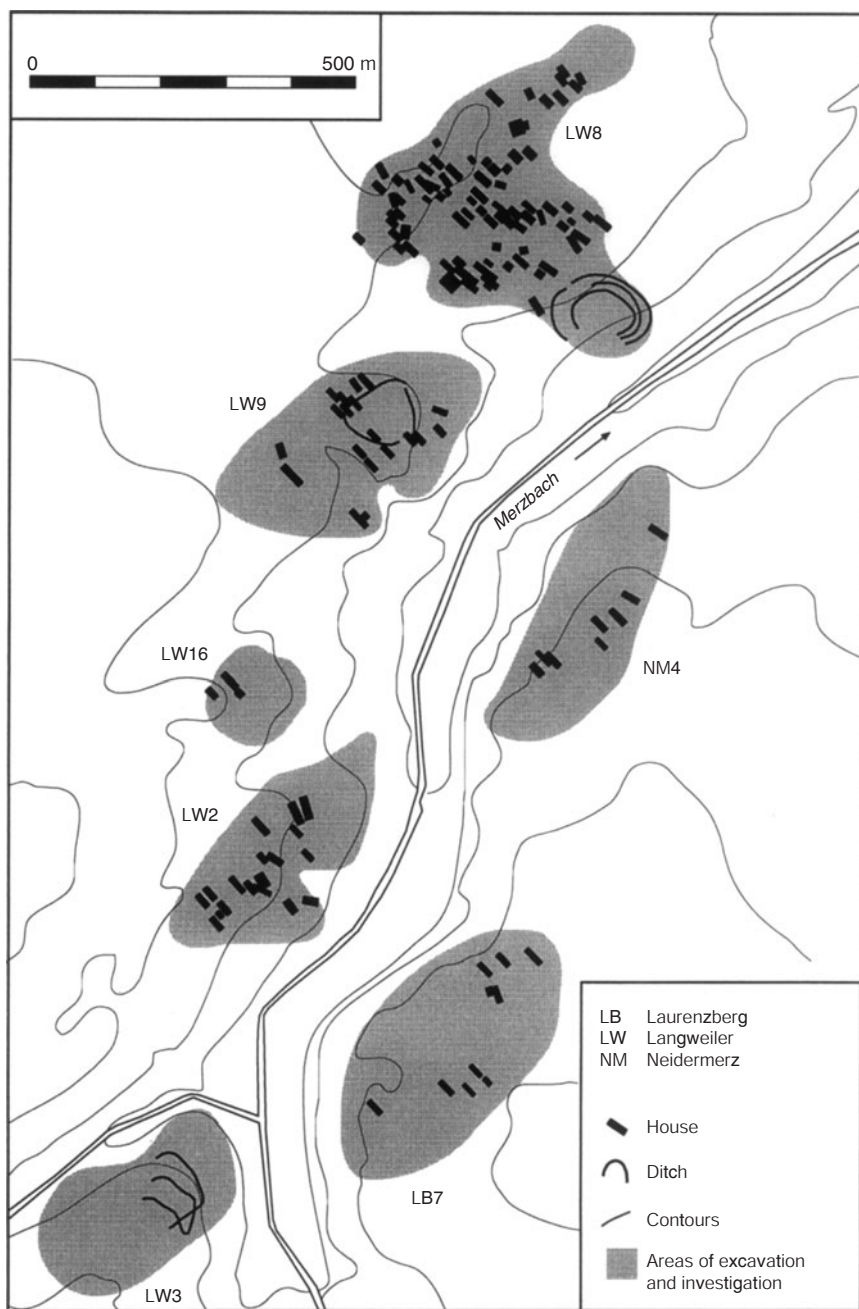 0 500 m
LW8
LW9
Merzbach
LW16
NM4
LW2
LB7
LW3
LB Laurenzberg
LW Langweiler
NM Neidermerz
House
Ditch
Contours
Areas of excavation
and investigation